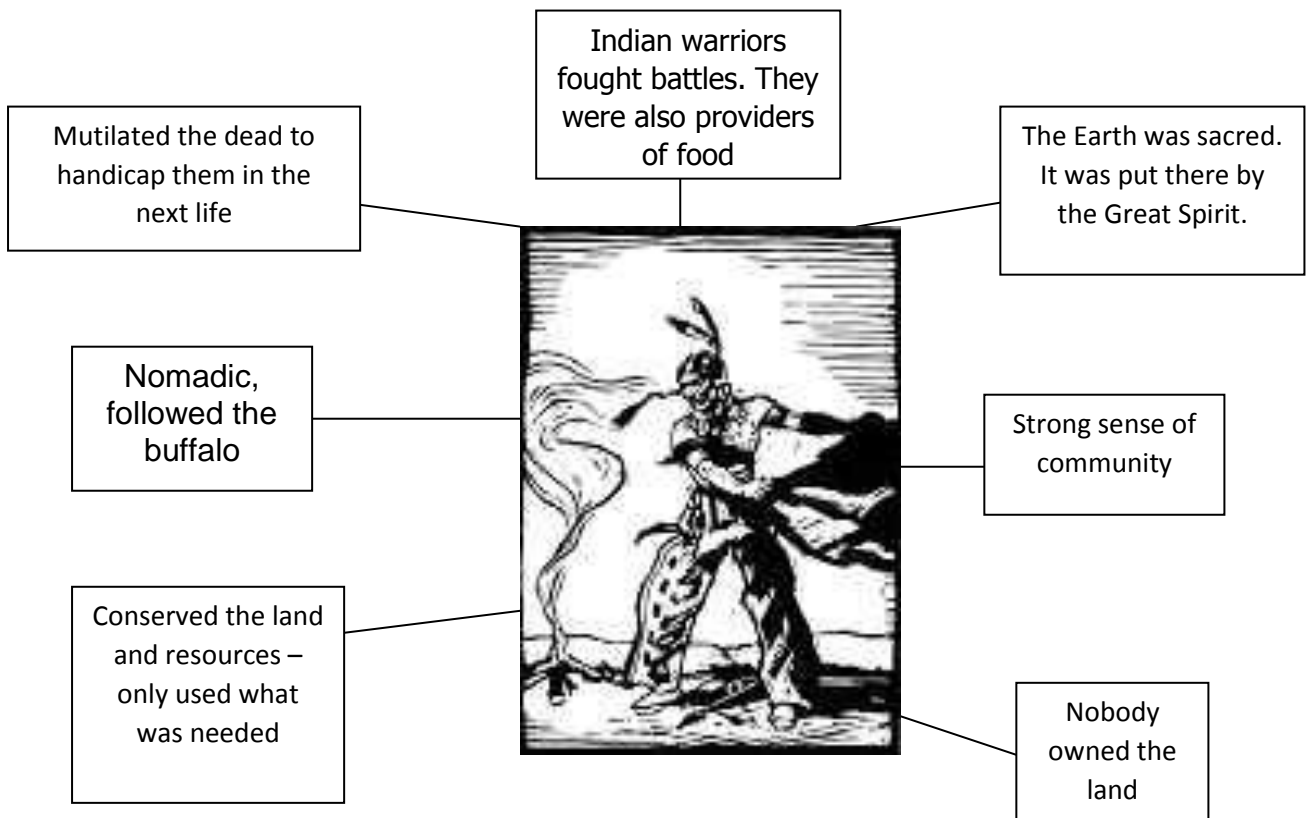 Indian warriors
fought battles. They
were also providers
of food
Mutilated the dead to
handicap them in the
next life
The Earth was sacred.
It was put there by
the Great Spirit.
Nomadic,
followed the
buffalo
Strong sense of
community
Conserved the land
and resources –
only used what
was needed
Nobody
owned the
land